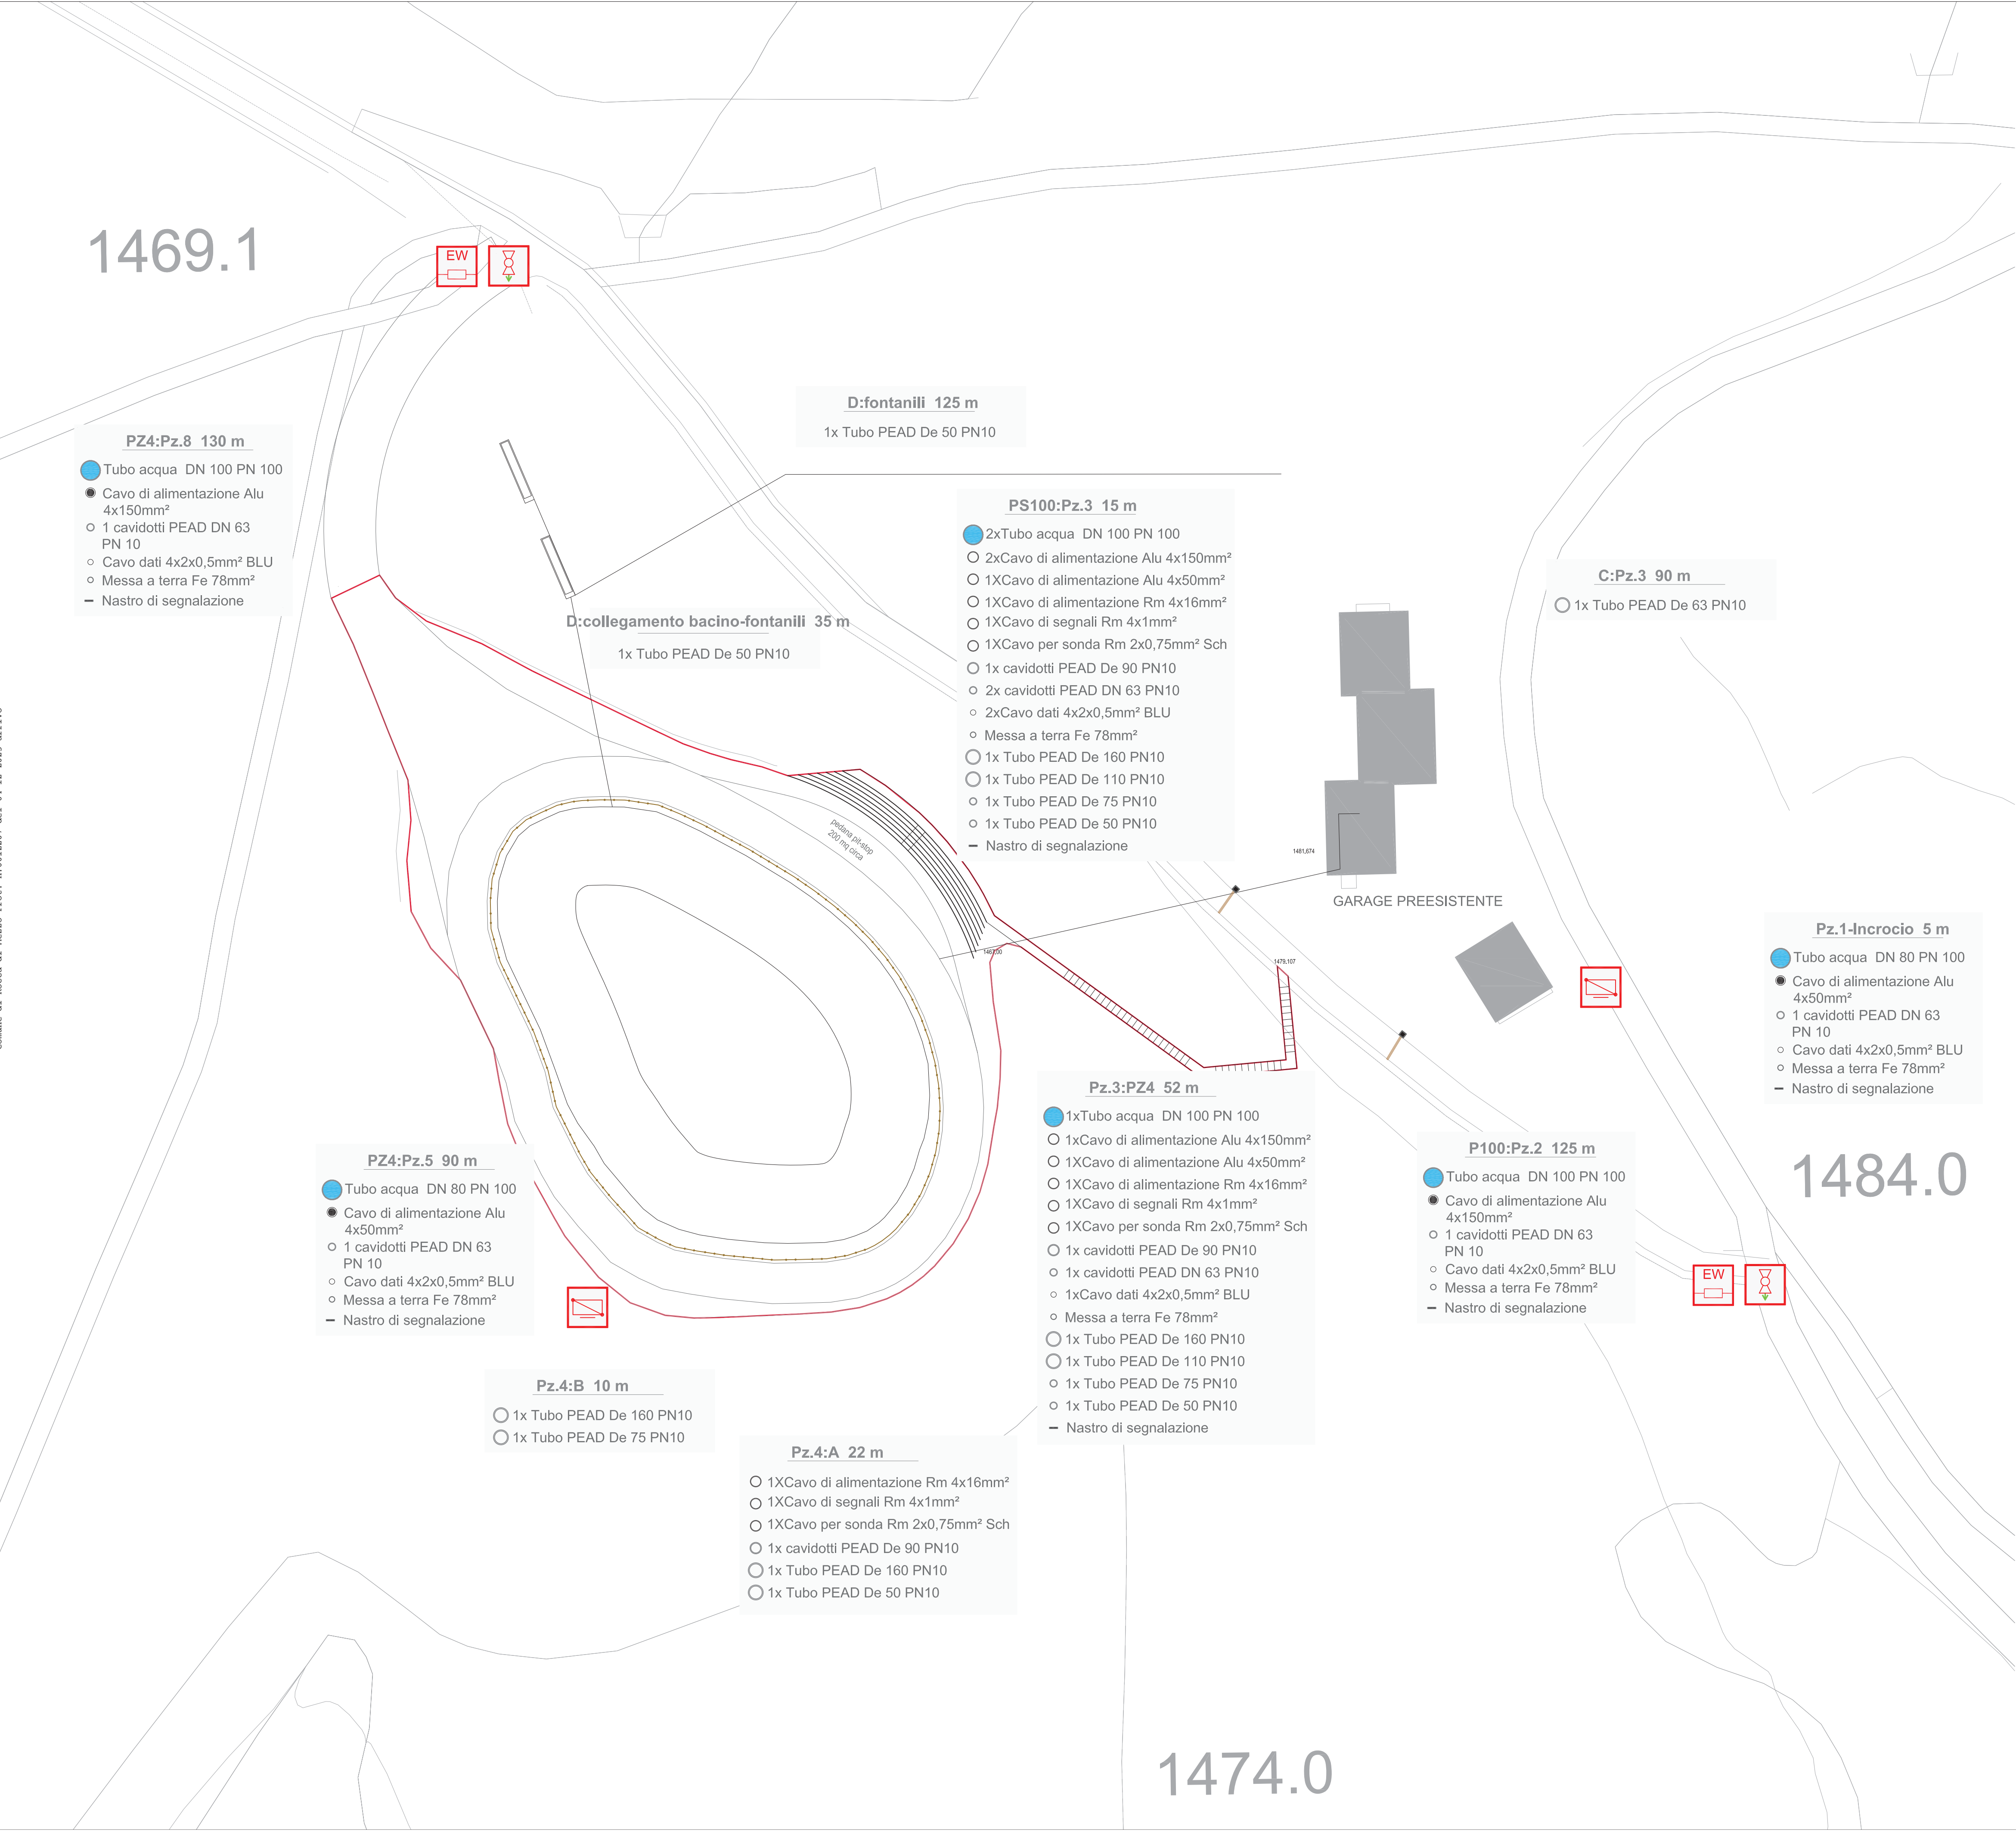 1469.1
EW
D:fontanili 125 m
1x Tubo PEAD De 50 PN10
PZ4:Pz.8 130 m
Tubo acqua DN 100 PN 100
Cavo di alimentazione Alu
4x150mm²
1 cavidotti PEAD DN 63
PN 10
Cavo dati 4x2x0,5mm² BLU
Messa a terra Fe 78mm²
Nastro di segnalazione
PS100:Pz.3 15 m
2xTubo acqua DN 100 PN 100
2xCavo di alimentazione Alu 4x150mm²
1XCavo di alimentazione Alu 4x50mm²
1XCavo di alimentazione Rm 4x16mm²
1XCavo di segnali Rm 4x1mm²
1XCavo per sonda Rm 2x0,75mm² Sch
1x cavidotti PEAD De 90 PN10
2x cavidotti PEAD DN 63 PN10
2xCavo dati 4x2x0,5mm² BLU
Messa a terra Fe 78mm²
1x Tubo PEAD De 160 PN10
1x Tubo PEAD De 110 PN10
1x Tubo PEAD De 75 PN10
1x Tubo PEAD De 50 PN10
Nastro di segnalazione
C:Pz.3 90 m
1x Tubo PEAD De 63 PN10
D:collegamento bacino-fontanili 35 m
1x Tubo PEAD De 50 PN10
pedana pit-stop
200 mq circa
1481,674
GARAGE PREESISTENTE
1479,107
Pz.1-Incrocio 5 m
Tubo acqua DN 80 PN 100
Cavo di alimentazione Alu
4x50mm²
1 cavidotti PEAD DN 63
PN 10
Cavo dati 4x2x0,5mm² BLU
Messa a terra Fe 78mm²
Nastro di segnalazione
Pz.3:PZ4 52 m
1xTubo acqua DN 100 PN 100
1xCavo di alimentazione Alu 4x150mm²
1XCavo di alimentazione Alu 4x50mm²
1XCavo di alimentazione Rm 4x16mm²
1XCavo di segnali Rm 4x1mm²
1XCavo per sonda Rm 2x0,75mm² Sch
1x cavidotti PEAD De 90 PN10
1x cavidotti PEAD DN 63 PN10
1xCavo dati 4x2x0,5mm² BLU
Messa a terra Fe 78mm²
1x Tubo PEAD De 160 PN10
1x Tubo PEAD De 110 PN10
1x Tubo PEAD De 75 PN10
1x Tubo PEAD De 50 PN10
Nastro di segnalazione
P100:Pz.2 125 m
Tubo acqua DN 100 PN 100
Cavo di alimentazione Alu
4x150mm²
1 cavidotti PEAD DN 63
PN 10
Cavo dati 4x2x0,5mm² BLU
Messa a terra Fe 78mm²
Nastro di segnalazione
1484.0
EW
PZ4:Pz.5 90 m
Tubo acqua DN 80 PN 100
Cavo di alimentazione Alu
4x50mm²
1 cavidotti PEAD DN 63
PN 10
Cavo dati 4x2x0,5mm² BLU
Messa a terra Fe 78mm²
Nastro di segnalazione
Pz.4:B 10 m
1x Tubo PEAD De 160 PN10
1x Tubo PEAD De 75 PN10
Pz.4:A 22 m
1XCavo di alimentazione Rm 4x16mm²
1XCavo di segnali Rm 4x1mm²
1XCavo per sonda Rm 2x0,75mm² Sch
1x cavidotti PEAD De 90 PN10
1x Tubo PEAD De 160 PN10
1x Tubo PEAD De 50 PN10
1474.0